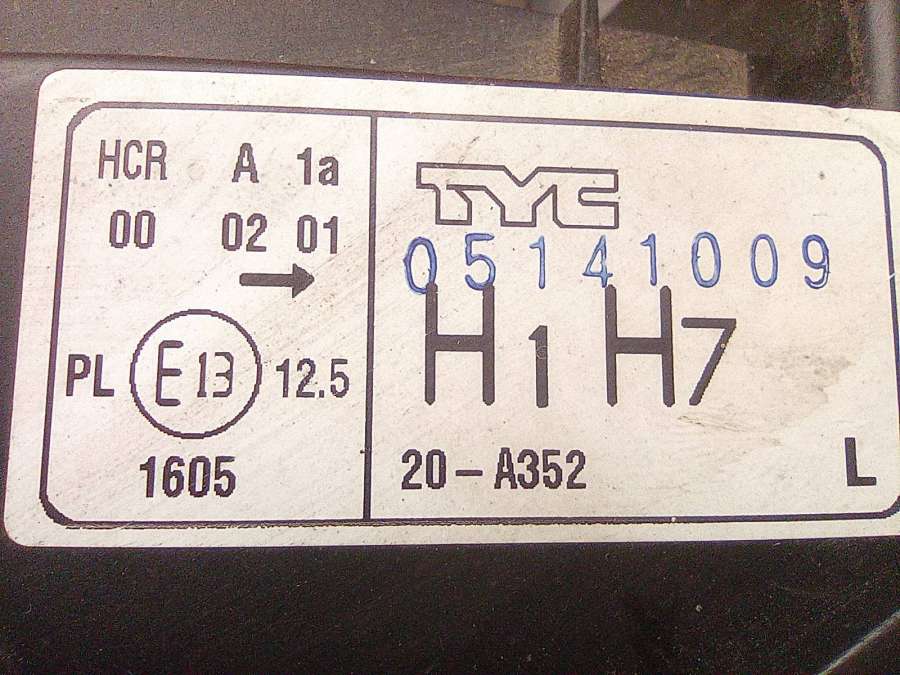 HCR A 1a
00 02 01
→
PL E13 12.5
1605
TYC
05141009
H1 H7
20-A352
L